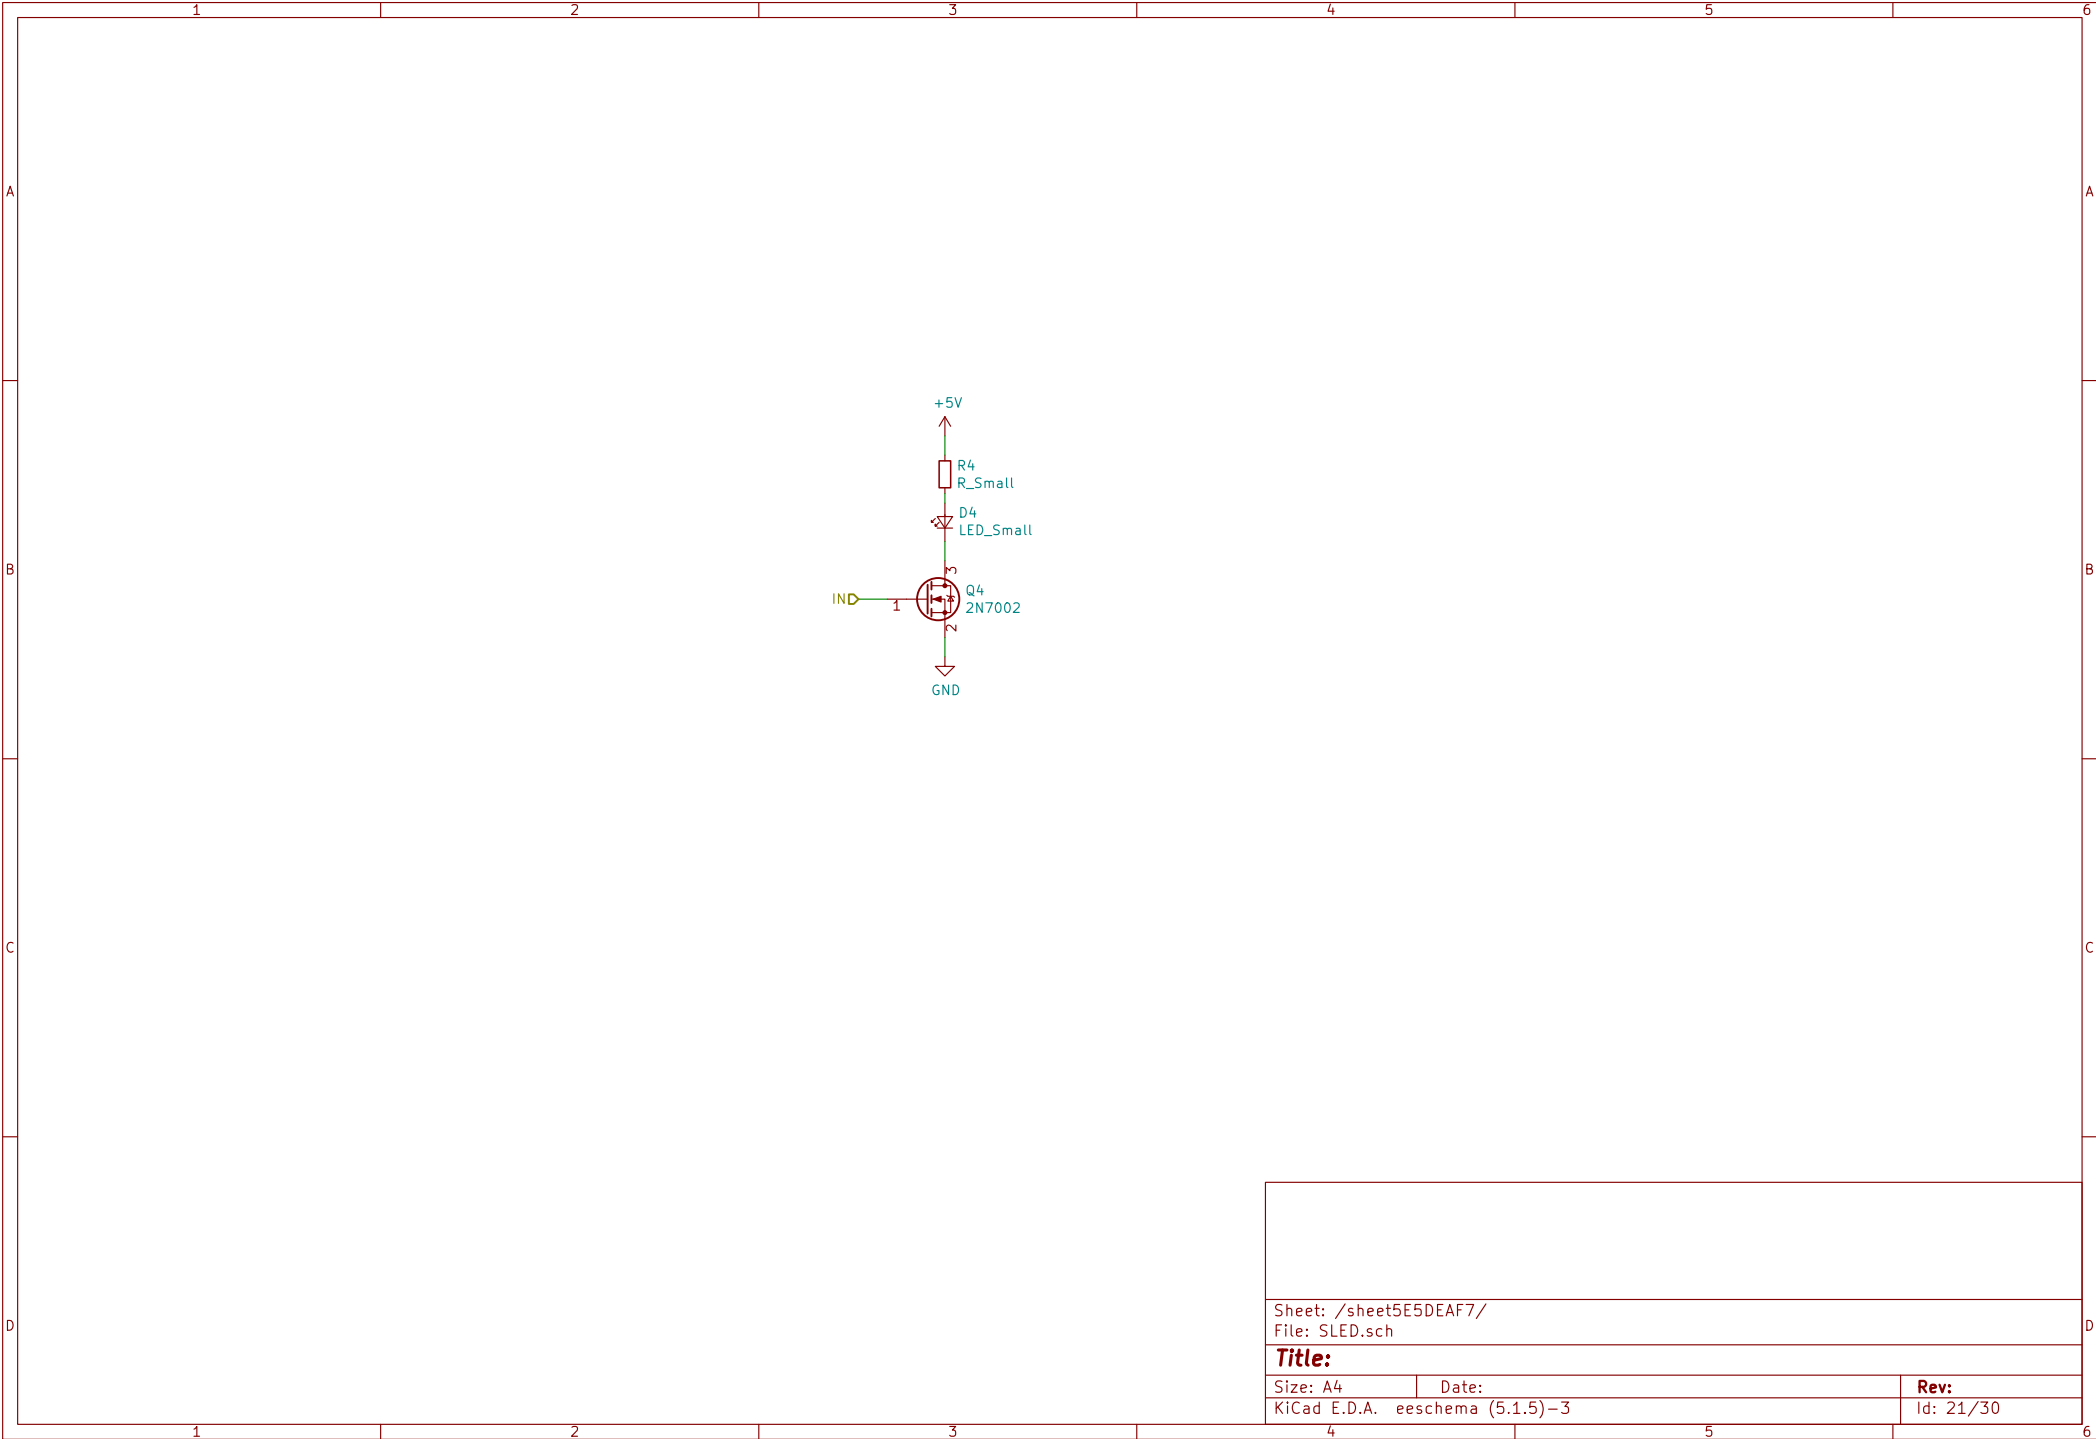 1 2 3 4 5 6
A A
+5V
R4
R_Small
D4
LED_Small
3
B B
Q4
IN
1
2N7002
2
GND
C C
Sheet: /sheet5E5DEAF7/
File: SLED.sch
D D
Title:
Size: A4 Date: Rev:
KiCad E.D.A. eeschema (5.1.5)-3 Id: 21/30
1 2 3 4 5 6